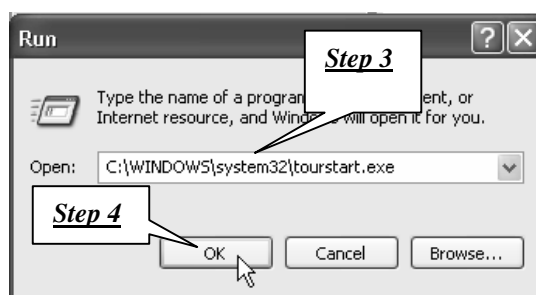 Run
Step 3
Type the name of a program ent, or
Internet resource, and Windows will open it for you.
Open: C:\WINDOWS\system32\tourstart.exe
Step 4
OK Cancel Browse...